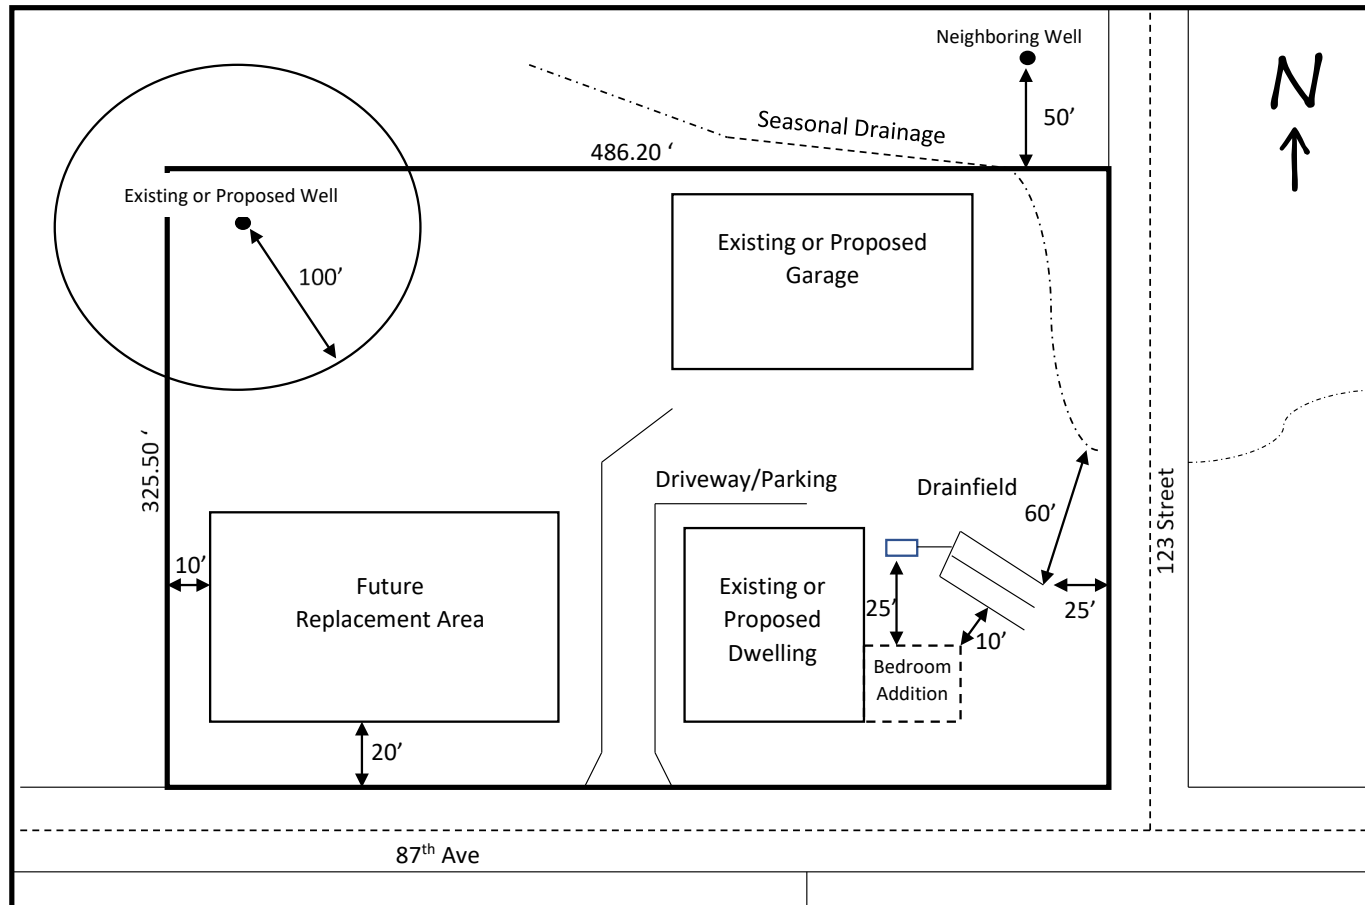 Neighboring Well
N
50’
Seasonal Drainage
486.20 ‘
Existing or Proposed Well
100’
Existing or Proposed
Garage
325.50 ‘
Driveway/Parking
Drainfield
60’
123 Street
10’
Future
Replacement Area
Existing or
Proposed
Dwelling
25’
25’
10’
Bedroom
Addition
20’
87th Ave